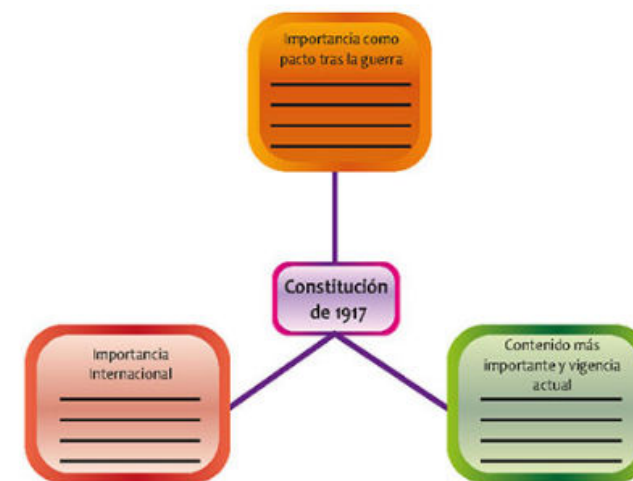 Importancia como
pacto tras la guerra
Constitución
de 1917
Importancia
Internacional
Contenido más
importante y vigencia
actual